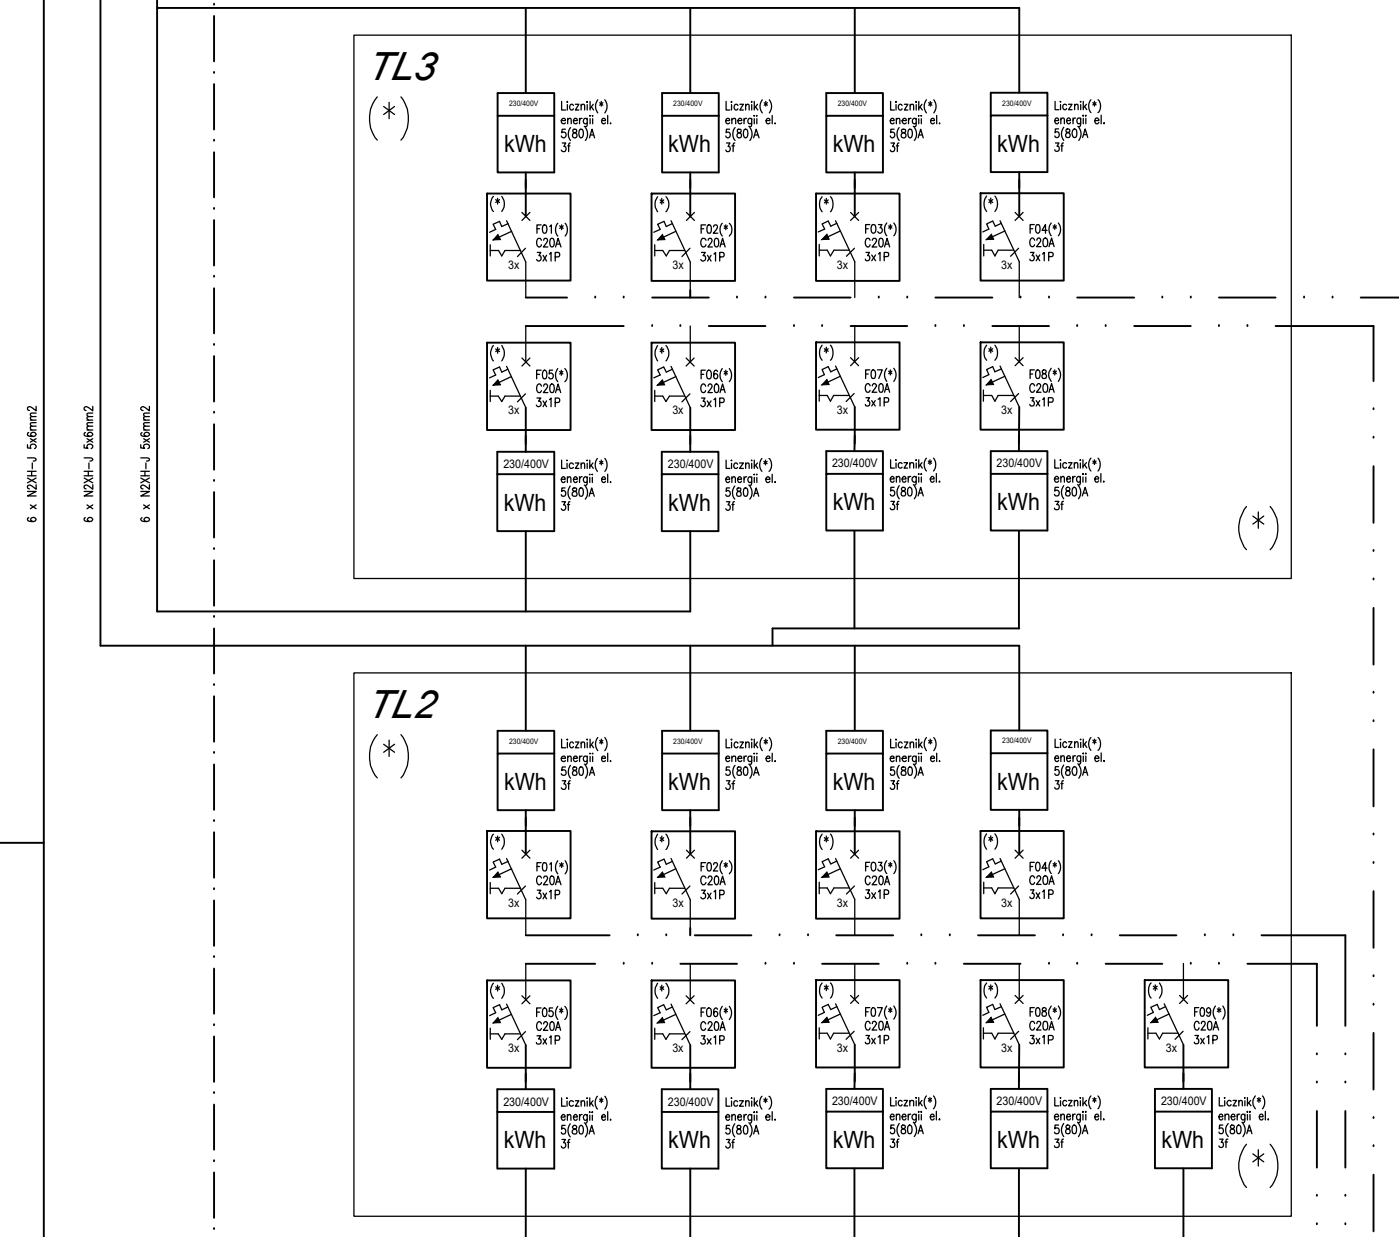 TL3
(*)
230/400V 230/400V 230/400V 230/400V
kWh kWh kWh kWh
Licznik(*) Licznik(*) Licznik(*) Licznik(*)
energii el. energii el. energii el. energii el.
5(80)A 5(80)A 5(80)A 5(80)A
3f 3f 3f 3f
(*) (*) (*) (*)
F01(*) F02(*) F03(*) F04(*)
C20A C20A C20A C20A
3x1P 3x1P 3x1P 3x1P
3x 3x 3x 3x
(*) (*) (*) (*)
F05(*) F06(*) F07(*) F08(*)
C20A C20A C20A C20A
3x1P 3x1P 3x1P 3x1P
3x 3x 3x 3x
230/400V 230/400V 230/400V 230/400V
kWh kWh kWh kWh
Licznik(*) Licznik(*) Licznik(*) Licznik(*)
energii el. energii el. energii el. energii el.
5(80)A 5(80)A 5(80)A 5(80)A
3f 3f 3f 3f
(*)
6 x N2XH-J 5x6mm2
6 x N2XH-J 5x6mm2
6 x N2XH-J 5x6mm2
TL2
(*)
230/400V 230/400V 230/400V 230/400V
kWh kWh kWh kWh
Licznik(*) Licznik(*) Licznik(*) Licznik(*)
energii el. energii el. energii el. energii el.
5(80)A 5(80)A 5(80)A 5(80)A
3f 3f 3f 3f
(*) (*) (*) (*)
F01(*) F02(*) F03(*) F04(*)
C20A C20A C20A C20A
3x1P 3x1P 3x1P 3x1P
3x 3x 3x 3x
(*) (*) (*) (*) (*)
F05(*) F06(*) F07(*) F08(*) F09(*)
C20A C20A C20A C20A C20A
3x1P 3x1P 3x1P 3x1P 3x1P
3x 3x 3x 3x 3x
230/400V 230/400V 230/400V 230/400V 230/400V
kWh kWh kWh kWh kWh
Licznik(*) Licznik(*) Licznik(*) Licznik(*) Licznik(*)
energii el. energii el. energii el. energii el. energii el.
5(80)A 5(80)A 5(80)A 5(80)A 5(80)A
3f 3f 3f 3f 3f
(*)